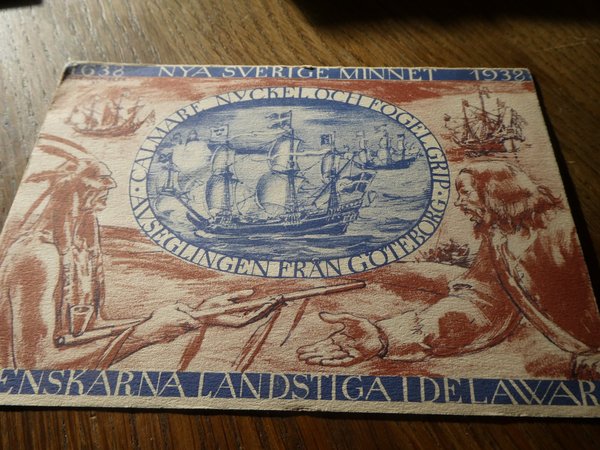 1638 NYA SVERIGE MINNET 1938
CALMARE NYCKEL OCH FOGEL GRIP
AVSEGLINGEN FRÅN GÖTEBORG
ENSKARNA LANDSTIGA I DELAWAR